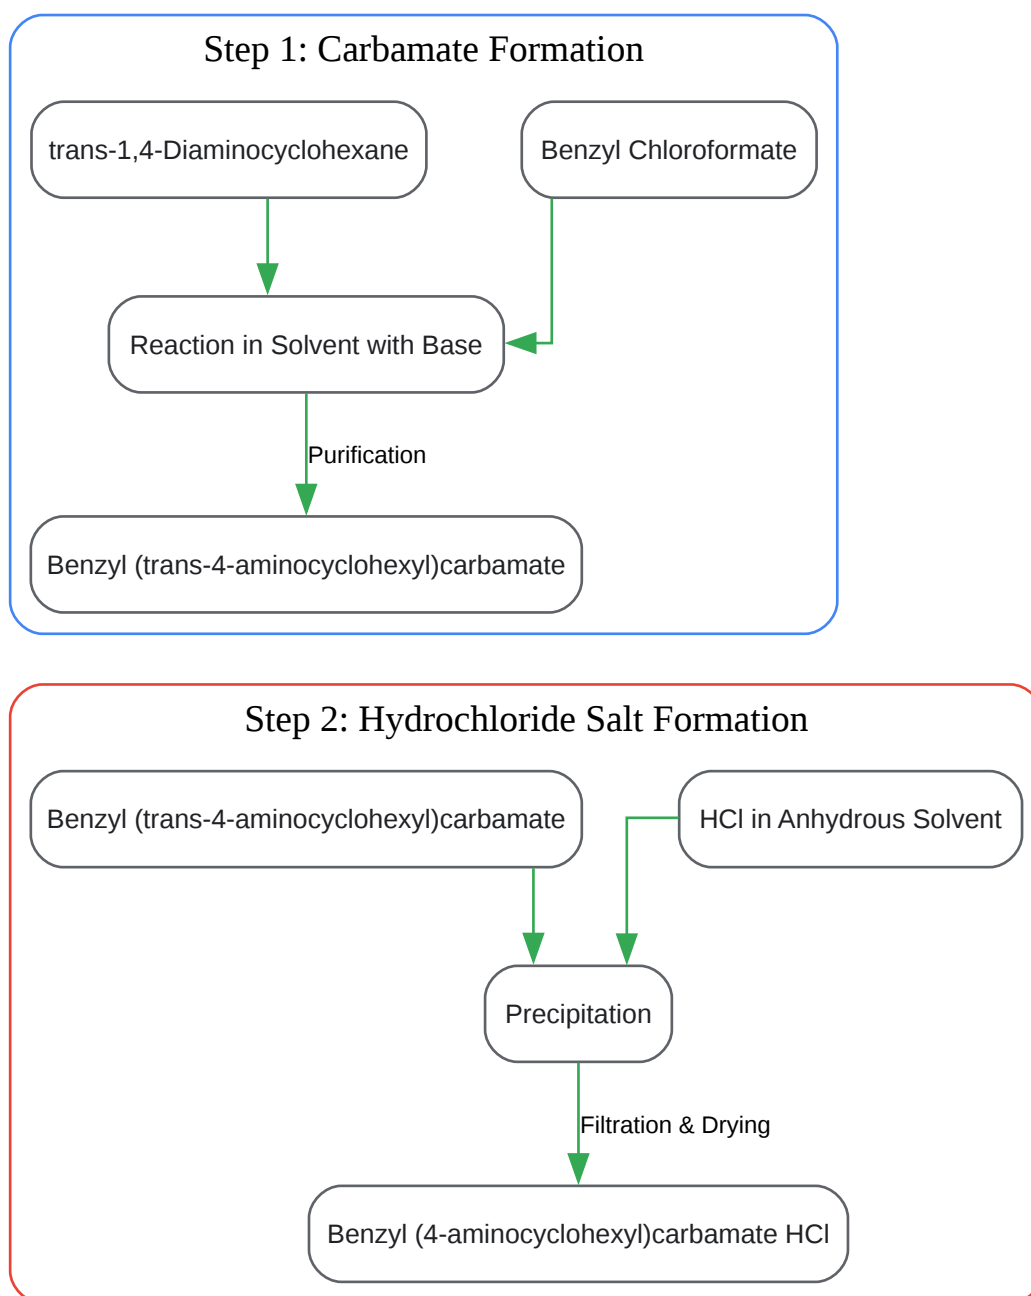 Step 1: Carbamate Formation
trans-1,4-Diaminocyclohexane
Benzyl Chloroformate
Reaction in Solvent with Base
Purification
Benzyl (trans-4-aminocyclohexyl)carbamate
Step 2: Hydrochloride Salt Formation
Benzyl (trans-4-aminocyclohexyl)carbamate
HCl in Anhydrous Solvent
Precipitation
Filtration & Drying
Benzyl (4-aminocyclohexyl)carbamate HCl